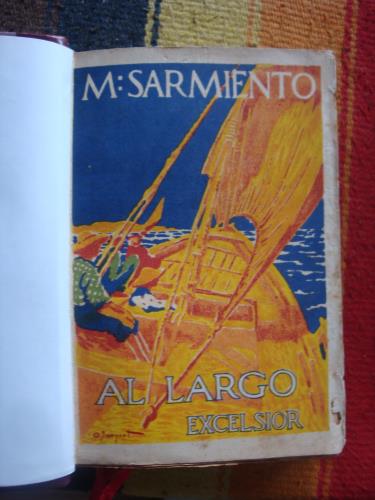 M: SARMIENTO
AL LARGO
EXCELSIOR